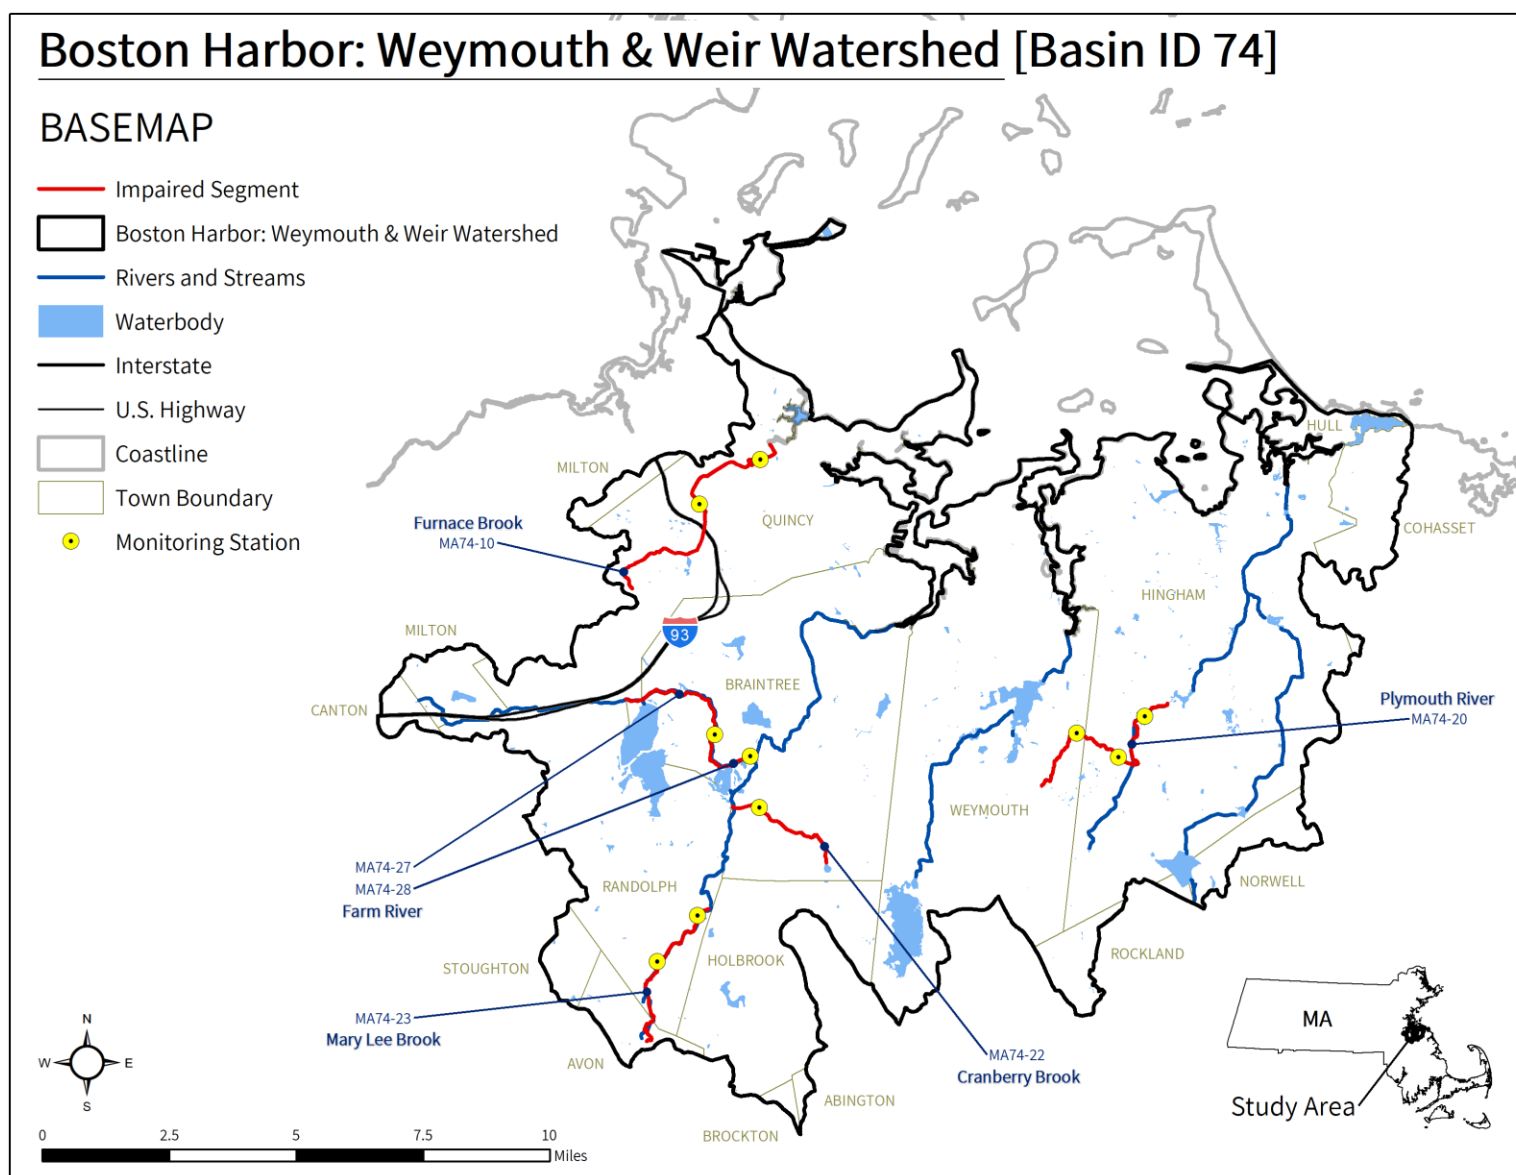 Boston Harbor: Weymouth & Weir Watershed [Basin ID 74]
BASEMAP
Impaired Segment
Boston Harbor: Weymouth & Weir Watershed
Rivers and Streams
Waterbody
Interstate
U.S. Highway
Coastline
Town Boundary
Monitoring Station
HULL
MILTON
QUINCY
COHASSET
Furnace Brook
MA74-10
HINGHAM
MILTON
93
BRAINTREE
CANTON
Plymouth River
MA74-20
WEYMOUTH
MA74-27
MA74-28
Farm River
RANDOLPH
NORWELL
HOLBROOK
ROCKLAND
STOUGHTON
MA74-23
Mary Lee Brook
AVON
MA74-22
Cranberry Brook
ABINGTON
BROCKTON
N
W
E
S
MA
Study Area
0 2.5 5 7.5 10
Miles